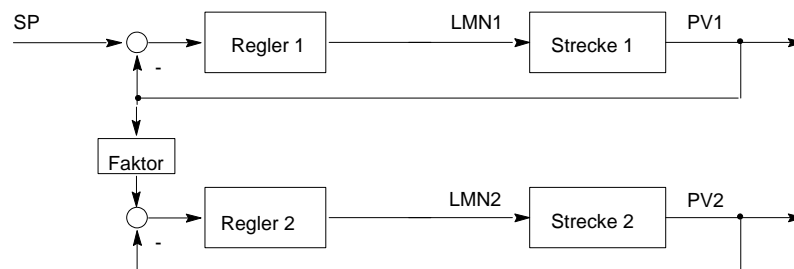 SP
Regler 1
LMN1
Strecke 1
PV1
-
Faktor
Regler 2
LMN2
Strecke 2
PV2
-